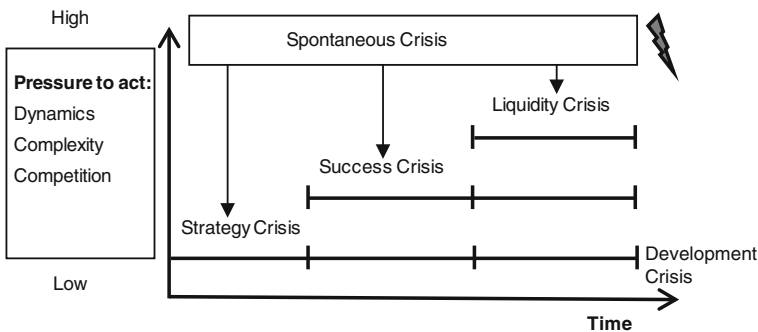 High
Spontaneous Crisis
Pressure to act:
Dynamics
Complexity
Competition
Liquidity Crisis
Success Crisis
Strategy Crisis
Development
Crisis
Low
Time